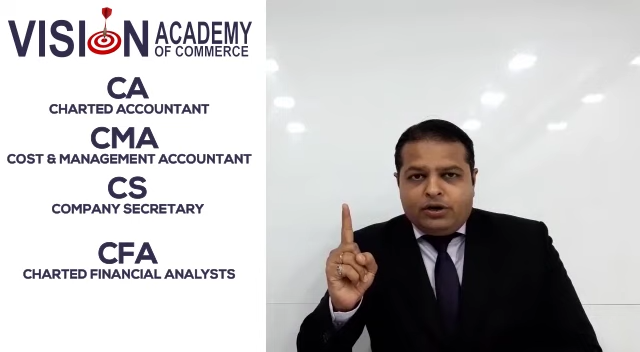 VISION ACADEMY
OF COMMERCE
CA
CHARTED ACCOUNTANT
CMA
COST & MANAGEMENT ACCOUNTANT
CS
COMPANY SECRETARY
CFA
CHARTED FINANCIAL ANALYSTS